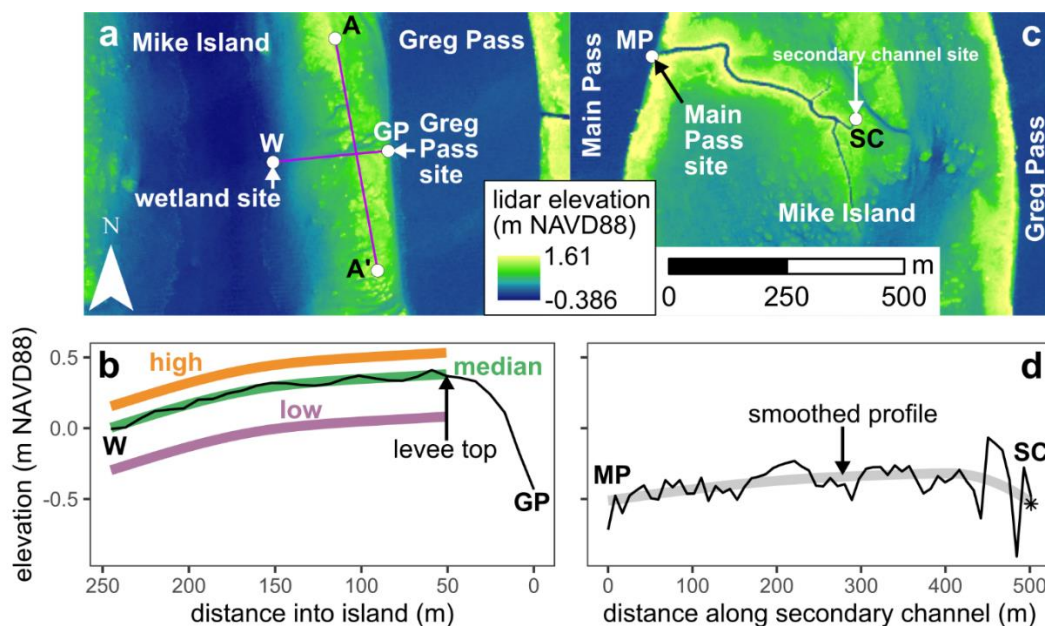 a
Mike Island
A
Greg Pass
W
GP
Greg
Pass
site
wetland site
A'
N
lidar elevation
(m NAVD88)
1.61
-0.386
MP
c
secondary channel site
Main Pass
Main
Pass
site
SC
Mike Island
Greg Pass
m
0
250
500
b
high
median
low
W
levee top
GP
0.5
0.0
-0.5
elevation (m NAVD88)
250
200
150
100
50
0
distance into island (m)
d
smoothed profile
MP
SC
*
0
100
200
300
400
500
distance along secondary channel (m)